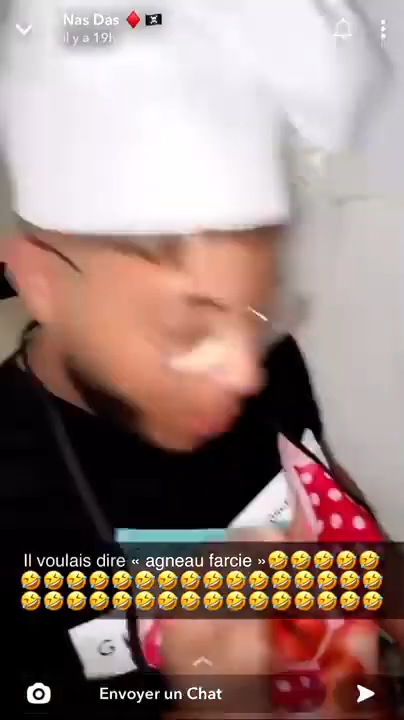 Nas Das ♦️🏴‍☠️
il y a 19h
Il voulais dire « agneau farcie »🤣🤣🤣🤣🤣
🤣🤣🤣🤣🤣🤣🤣🤣🤣🤣🤣🤣🤣🤣🤣🤣
🤣🤣🤣🤣🤣🤣🤣🤣🤣🤣🤣🤣🤣🤣🤣🤣
G
Envoyer un Chat